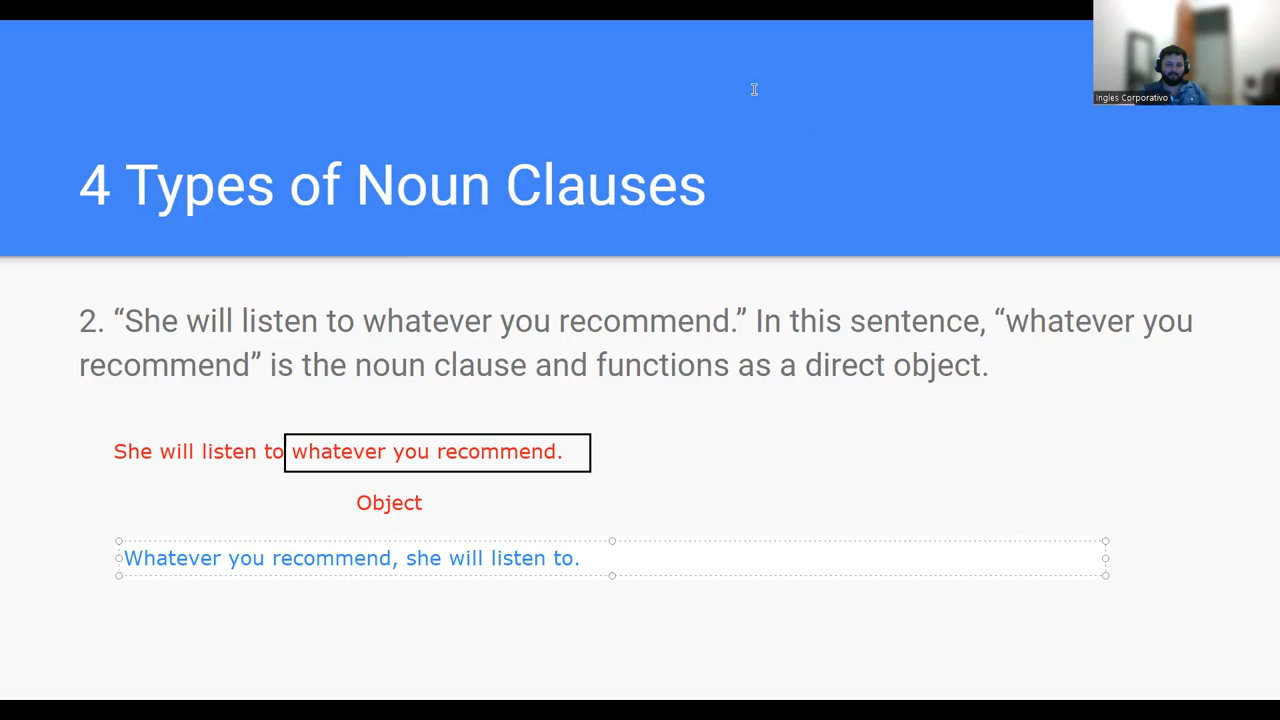 Ingles Corporativo
4 Types of Noun Clauses
2. “She will listen to whatever you recommend.” In this sentence, “whatever you
recommend” is the noun clause and functions as a direct object.
She will listen to whatever you recommend.
Object
Whatever you recommend, she will listen to.